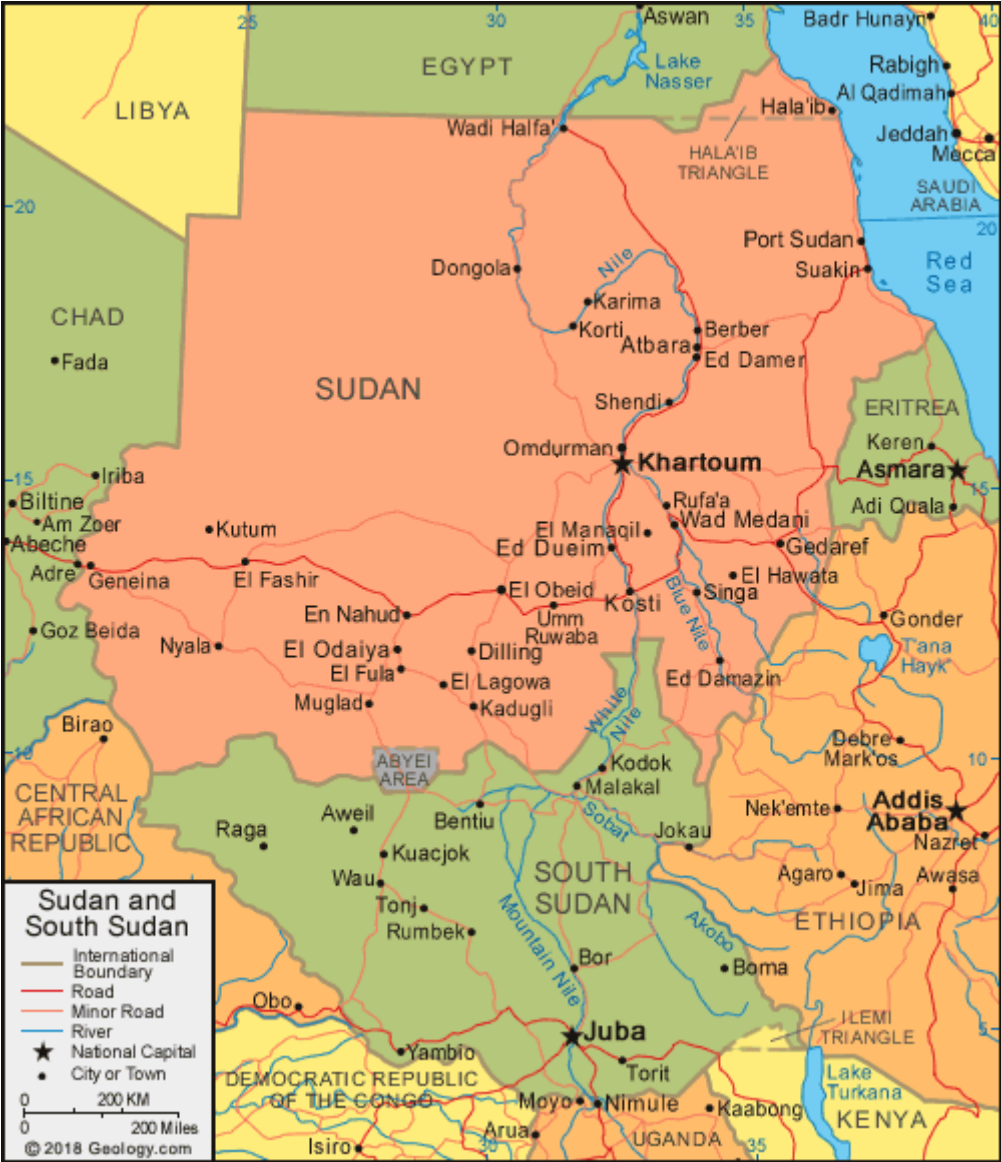 25
30
35
40
Aswan
Badr Hunayn
EGYPT
Lake
Nasser
Rabigh
LIBYA
Al Qadimah
Hala'ib
Wadi Halfa'
Jeddah
Mecca
HALA'IB
TRIANGLE
SAUDI
ARABIA
20
20
Port Sudan
Dongola
Nile
Suakin
Red
Sea
Karima
CHAD
Korti
Berber
Atbara
Fada
Ed Damer
SUDAN
Shendi
ERITREA
Omdurman
Keren
Khartoum
Asmara
15
Iriba
15
Biltine
Rufa'a
Adi Quala
Am Zoer
Kutum
El Manaqil
Wad Medani
Abeche
Ed Dueim
Gedaref
Adre
Geneina
El Fashir
El Obeid
El Hawata
Kosti
Singa
En Nahud
Umm
Ruwaba
Blue Nile
Gonder
Goz Beida
Nyala
El Odaiya
Dilling
T'ana
Hayk'
El Fula
El Lagowa
Ed Damazin
Muglad
Kadugli
White
Nile
Birao
10
Debre
Mark'os
ABYEI
AREA
Kodok
10
Malakal
CENTRAL
AFRICAN
REPUBLIC
Aweil
Bentiu
Sobat
Nek'emte
Addis
Ababa
Raga
Jokau
Nazret
Kuacjok
SOUTH
SUDAN
Wau
Agaro
Jima
Awasa
Tonj
Mountain Nile
Rumbek
Akobo
ETHIOPIA
Bor
Boma
Sudan and
South Sudan
International
Boundary
Road
Minor Road
River
National Capital
City or Town
0 200 KM
0 200 Miles
© 2018 Geology.com
Obo
ILEMI
TRIANGLE
5
Juba
Yambio
Torit
DEMOCRATIC REPUBLIC
OF THE CONGO
Lake
Turkana
Moyo
Nimule
Kaabong
KENYA
Arua
UGANDA
Isiro
30
35